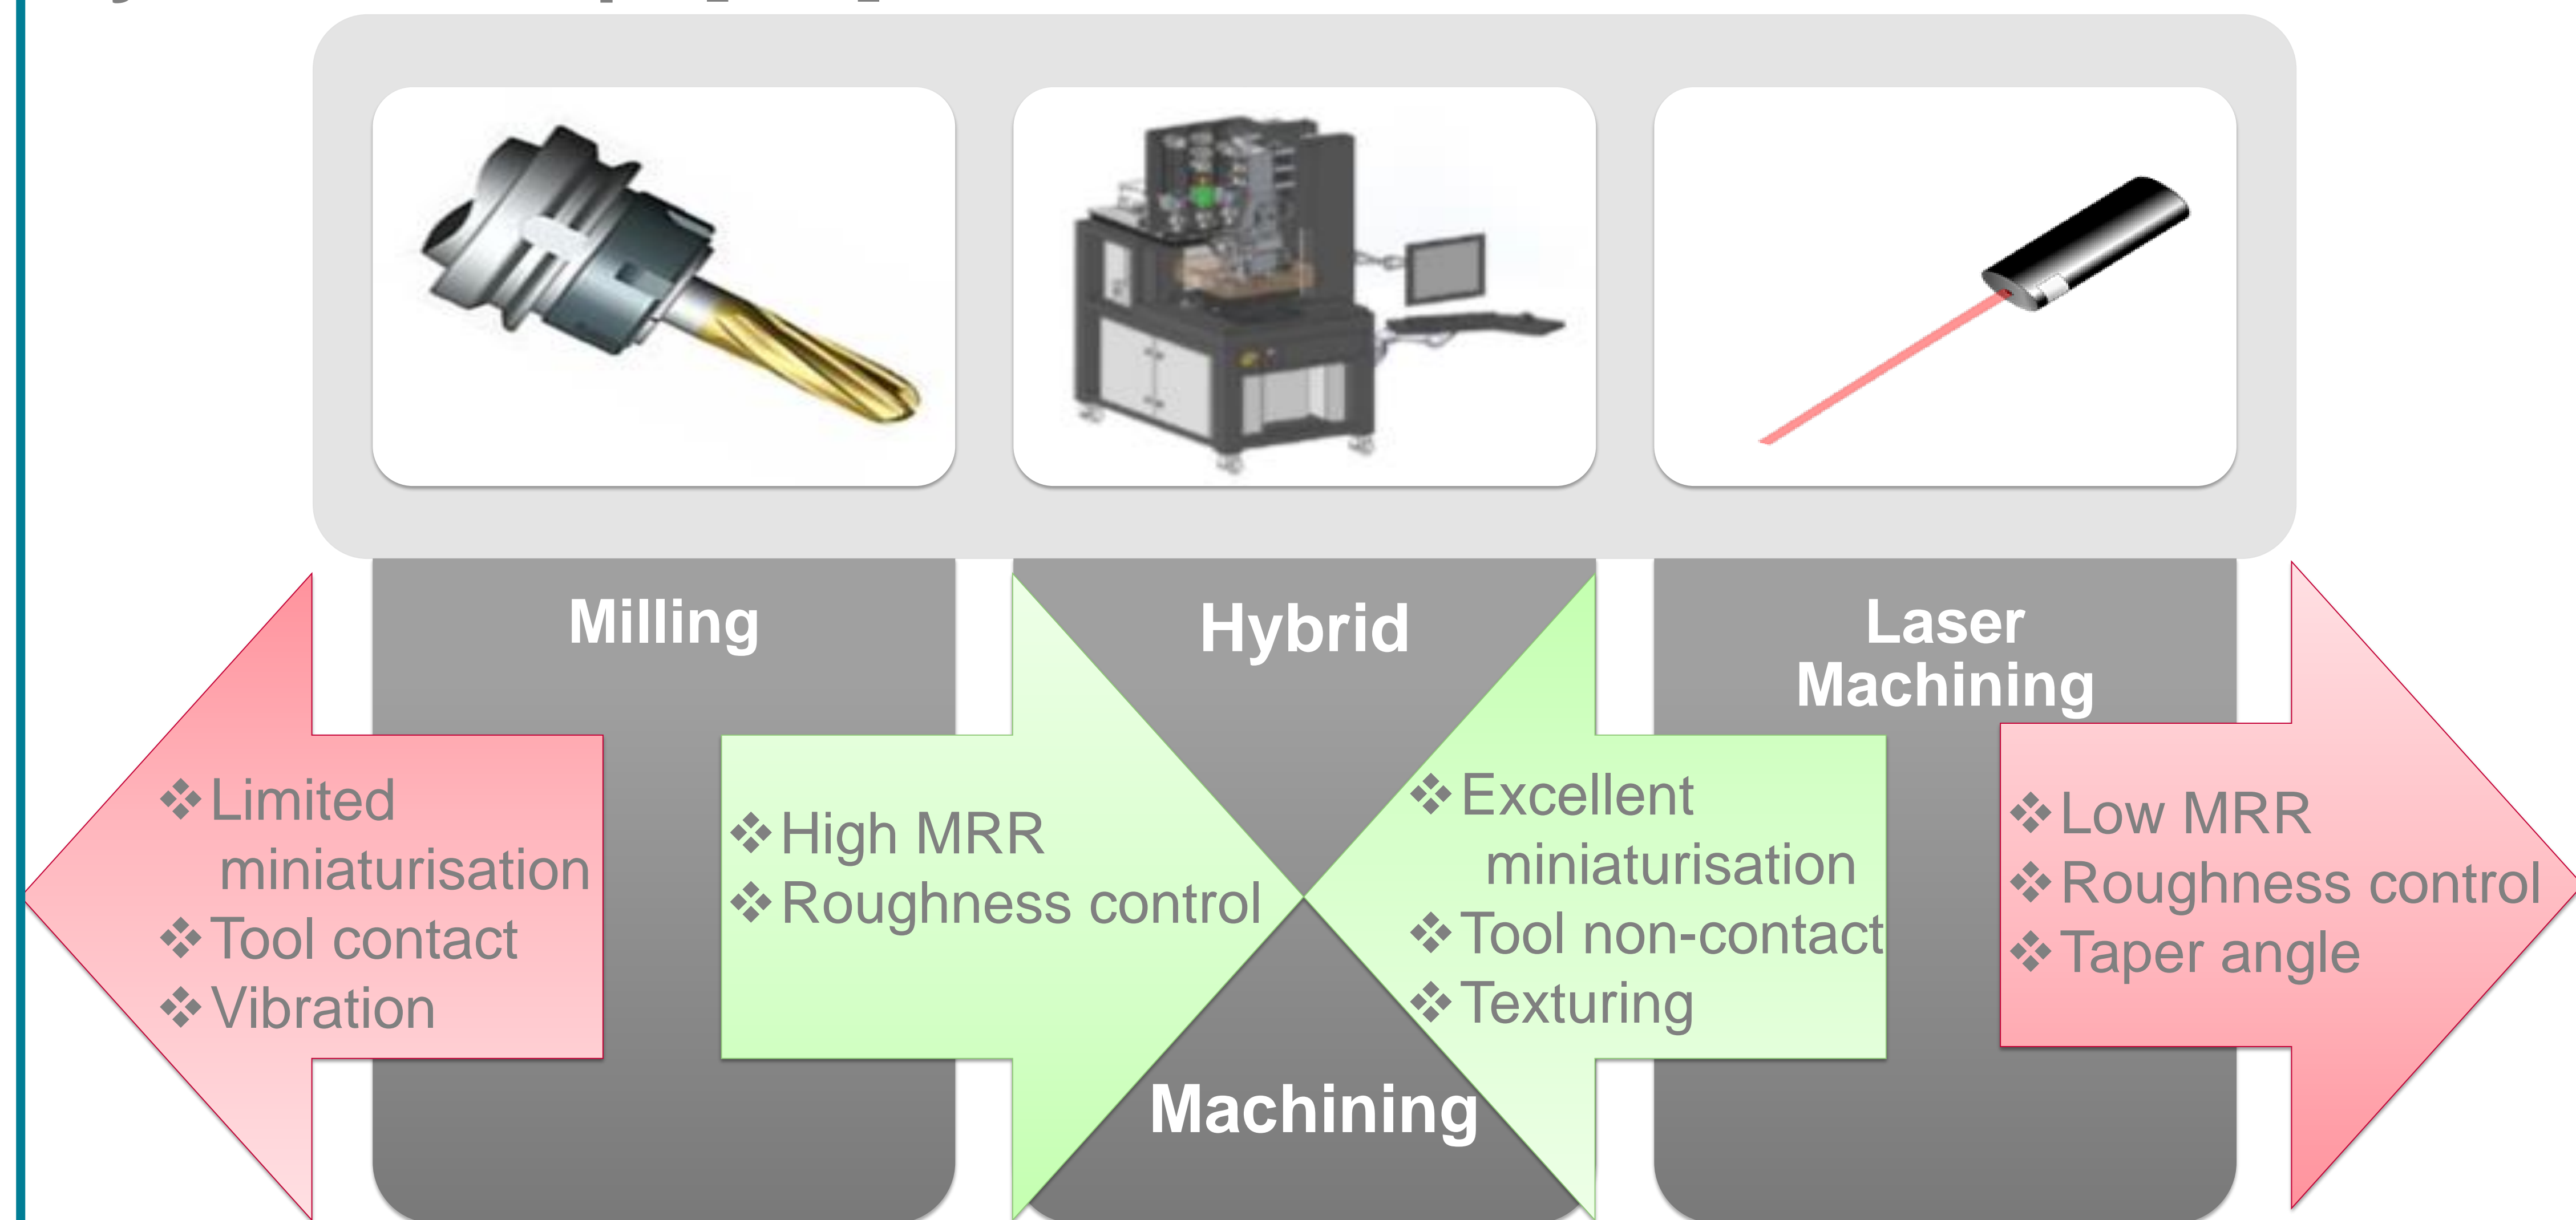 Milling
Hybrid
Machining
Laser
Machining
❖Limited
miniaturisation
❖Tool contact
❖Vibration
❖High MRR
❖Roughness control
❖Excellent
miniaturisation
❖Tool non-contact
❖Texturing
❖Low MRR
❖Roughness control
❖Taper angle